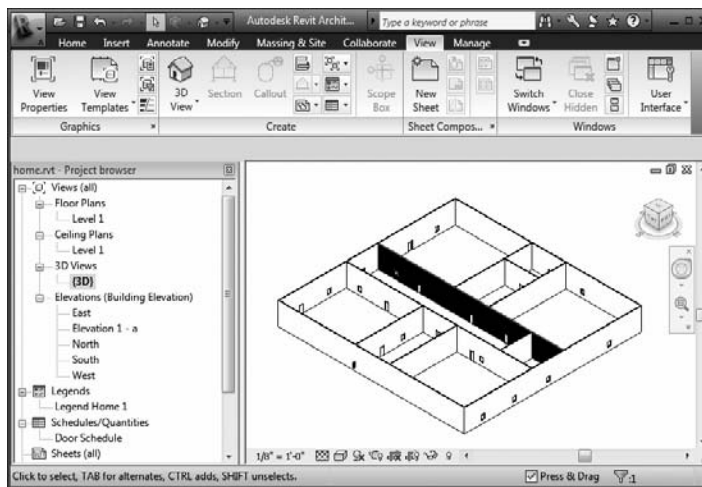 Autodesk Revit Archit...
Type a keyword or phrase
Home Insert Annotate Modify Massing & Site Collaborate View Manage
View Properties
View Templates
3D View
Section
Callout
Scope Box
New Sheet
Switch Windows
Close Hidden
User Interface
Graphics
Create
Sheet Compos...
Windows
home.rvt - Project browser
Views (all)
Floor Plans
Level 1
Ceiling Plans
Level 1
3D Views
{3D}
Elevations (Building Elevation)
East
Elevation 1 - a
North
South
West
Legends
Legend Home 1
Schedules/Quantities
Door Schedule
Sheets (all)
1/8" = 1'-0"
Click to select, TAB for alternates, CTRL adds, SHIFT unselects.
Press & Drag
:1